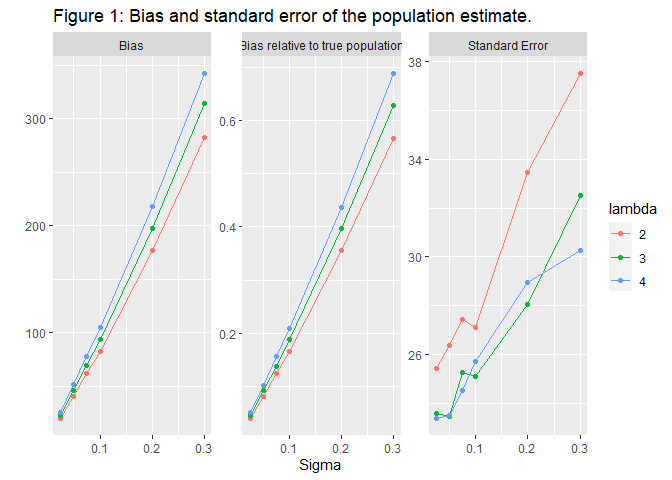 Figure 1: Bias and standard error of the population estimate.
Bias
Bias relative to true population
Standard Error
300
200
100
0.6
0.4
0.2
38
34
30
26
0.1 0.2 0.3
0.1 0.2 0.3
0.1 0.2 0.3
Sigma
lambda
2
3
4